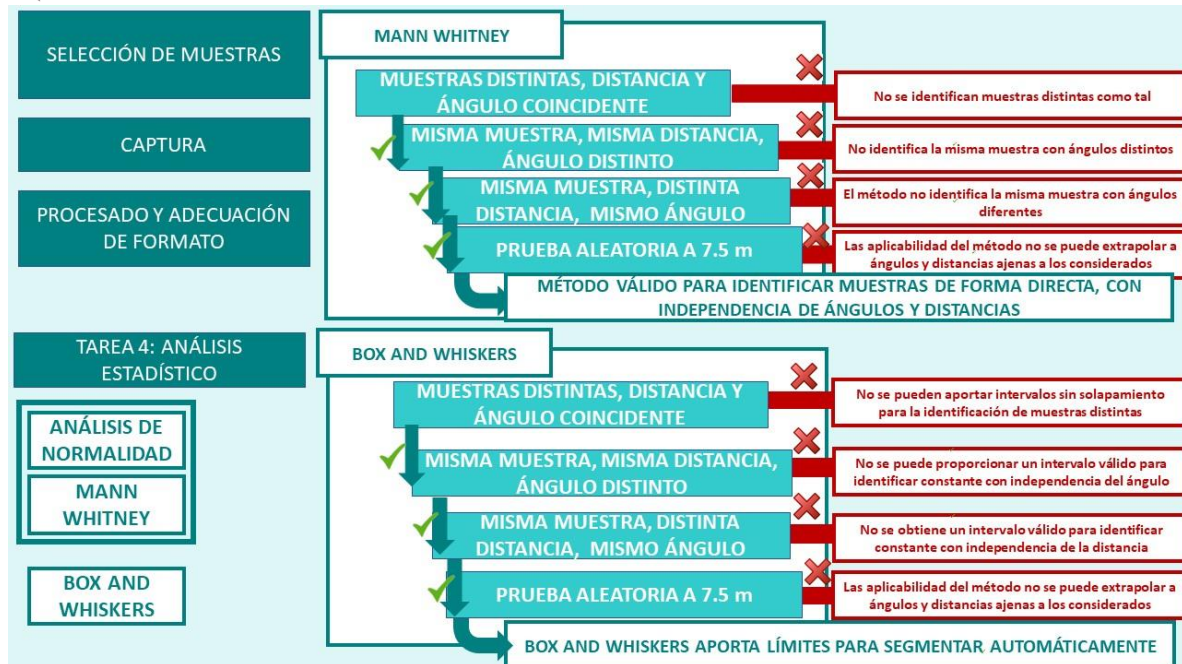 SELECCIÓN DE MUESTRAS
CAPTURA
PROCESADO Y ADECUACIÓN
DE FORMATO
MANN WHITNEY
MUESTRAS DISTINTAS, DISTANCIA Y
ÁNGULO COINCIDENTE
No se identifican muestras distintas como tal
MISMA MUESTRA, MISMA DISTANCIA,
ÁNGULO DISTINTO
No identifica la misma muestra con ángulos distintos
MISMA MUESTRA, DISTINTA
DISTANCIA, MISMO ÁNGULO
El método no identifica la misma muestra con ángulos
diferentes
PRUEBA ALEATORIA A 7.5 m
Las aplicabilidad del método no se puede extrapolar a
ángulos y distancias ajenas a los considerados
MÉTODO VÁLIDO PARA IDENTIFICAR MUESTRAS DE FORMA DIRECTA, CON
INDEPENDENCIA DE ÁNGULOS Y DISTANCIAS
TAREA 4: ANÁLISIS
ESTADÍSTICO
ANÁLISIS DE
NORMALIDAD
MANN
WHITNEY
BOX AND
WHISKERS
BOX AND WHISKERS
MUESTRAS DISTINTAS, DISTANCIA Y
ÁNGULO COINCIDENTE
No se pueden aportar intervalos sin solapamiento
para la identificación de muestras distintas
MISMA MUESTRA, MISMA DISTANCIA,
ÁNGULO DISTINTO
No se puede proporcionar un intervalo válido para
identificar constante con independencia del ángulo
MISMA MUESTRA, DISTINTA
DISTANCIA, MISMO ÁNGULO
No se obtiene un intervalo válido para identificar
constante con independencia de la distancia
PRUEBA ALEATORIA A 7.5 m
Las aplicabilidad del método no se puede extrapolar a
ángulos y distancias ajenas a los considerados
BOX AND WHISKERS APORTA LÍMITES PARA SEGMENTAR AUTOMÁTICAMENTE